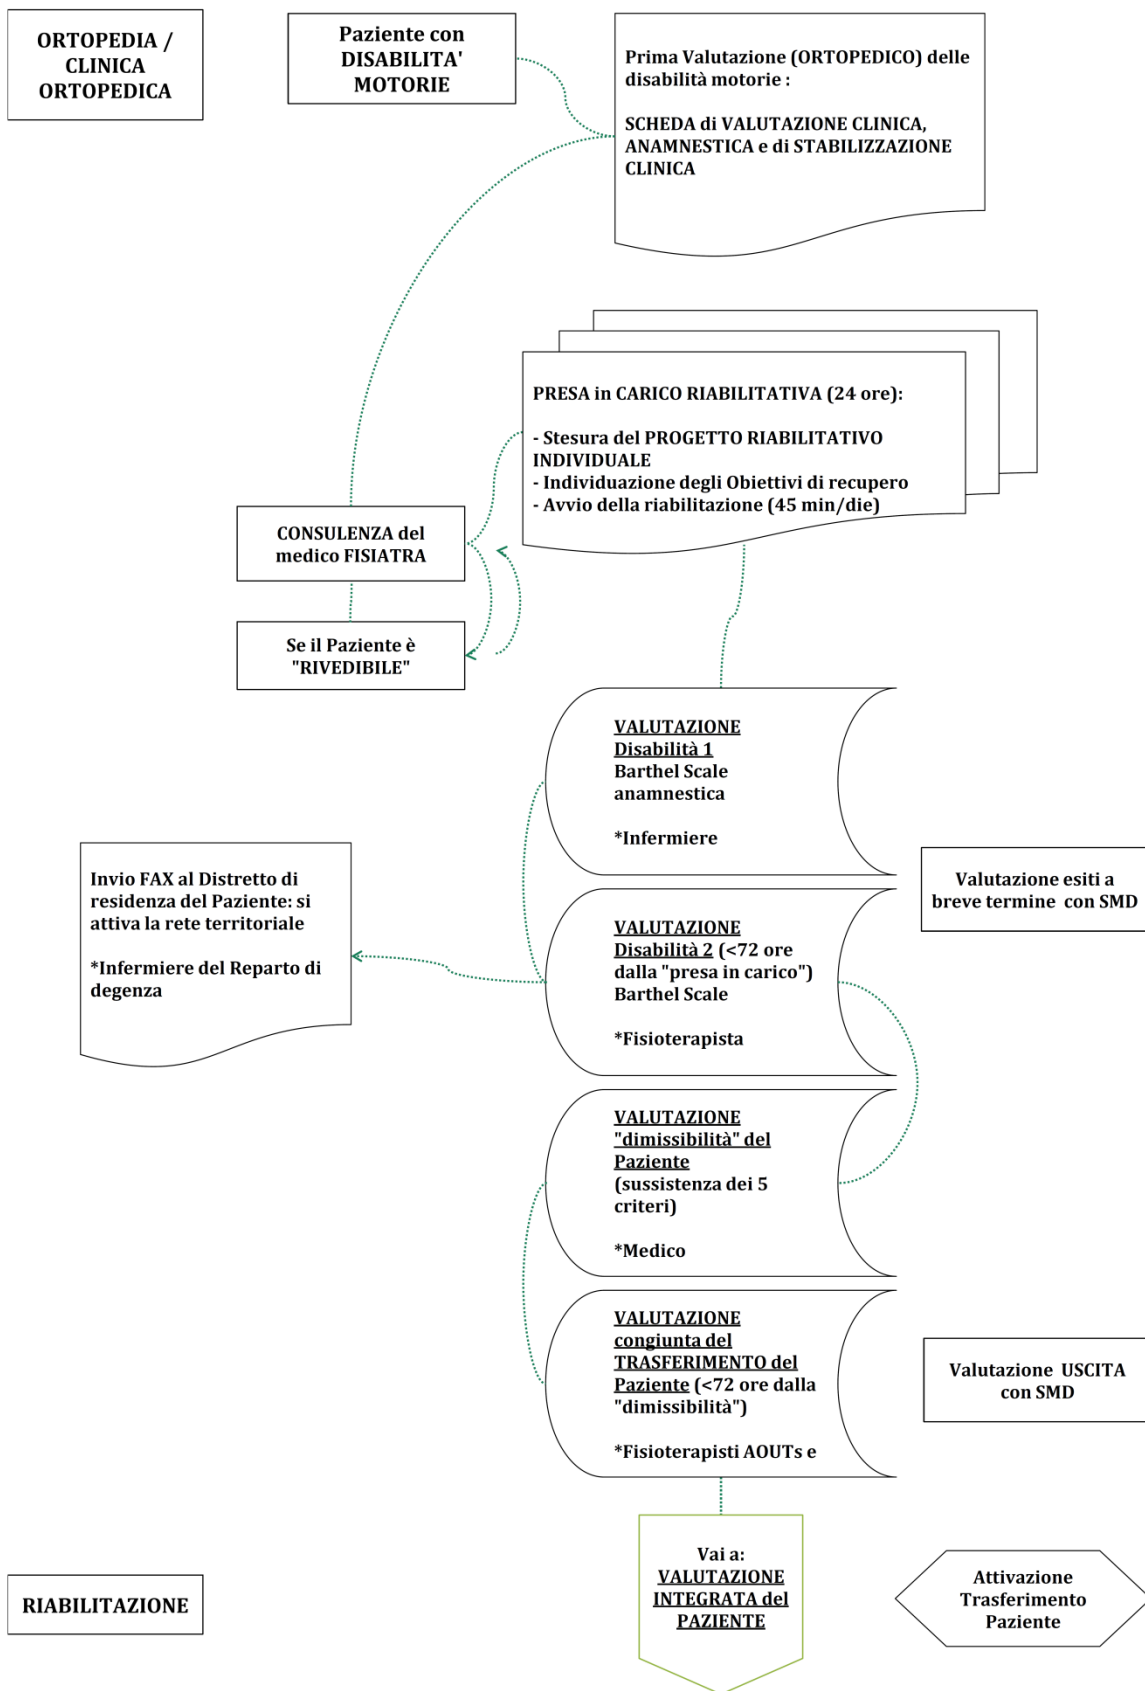 ORTOPEDIA /
CLINICA
ORTOPEDICA
Paziente con
DISABILITA'
MOTORIE
Prima Valutazione (ORTOPEDICO) delle
disabilità motorie :
SCHEDA di VALUTAZIONE CLINICA,
ANAMNESTICA e di STABILIZZAZIONE
CLINICA
PRESA in CARICO RIABILITATIVA (24 ore):
- Stesura del PROGETTO RIABILITATIVO
INDIVIDUALE
- Individuazione degli Obiettivi di recupero
- Avvio della riabilitazione (45 min/die)
CONSULENZA del
medico FISIATRA
Se il Paziente è
"RIVEDIBILE"
VALUTAZIONE
Disabilità 1
Barthel Scale
anamnestica
*Infermiere
Invio FAX al Distretto di
residenza del Paziente: si
attiva la rete territoriale
*Infermiere del Reparto di
degenza
Valutazione esiti a
breve termine con SMD
VALUTAZIONE
Disabilità 2 (<72 ore
dalla "presa in carico")
Barthel Scale
*Fisioterapista
VALUTAZIONE
"dimissibilità" del
Paziente
(sussistenza dei 5
criteri)
*Medico
VALUTAZIONE
congiunta del
TRASFERIMENTO del
Paziente (<72 ore dalla
"dimissibilità")
*Fisioterapisti AOUTs e
Valutazione USCITA
con SMD
Vai a:
VALUTAZIONE
INTEGRATA del
PAZIENTE
RIABILITAZIONE
Attivazione
Trasferimento
Paziente